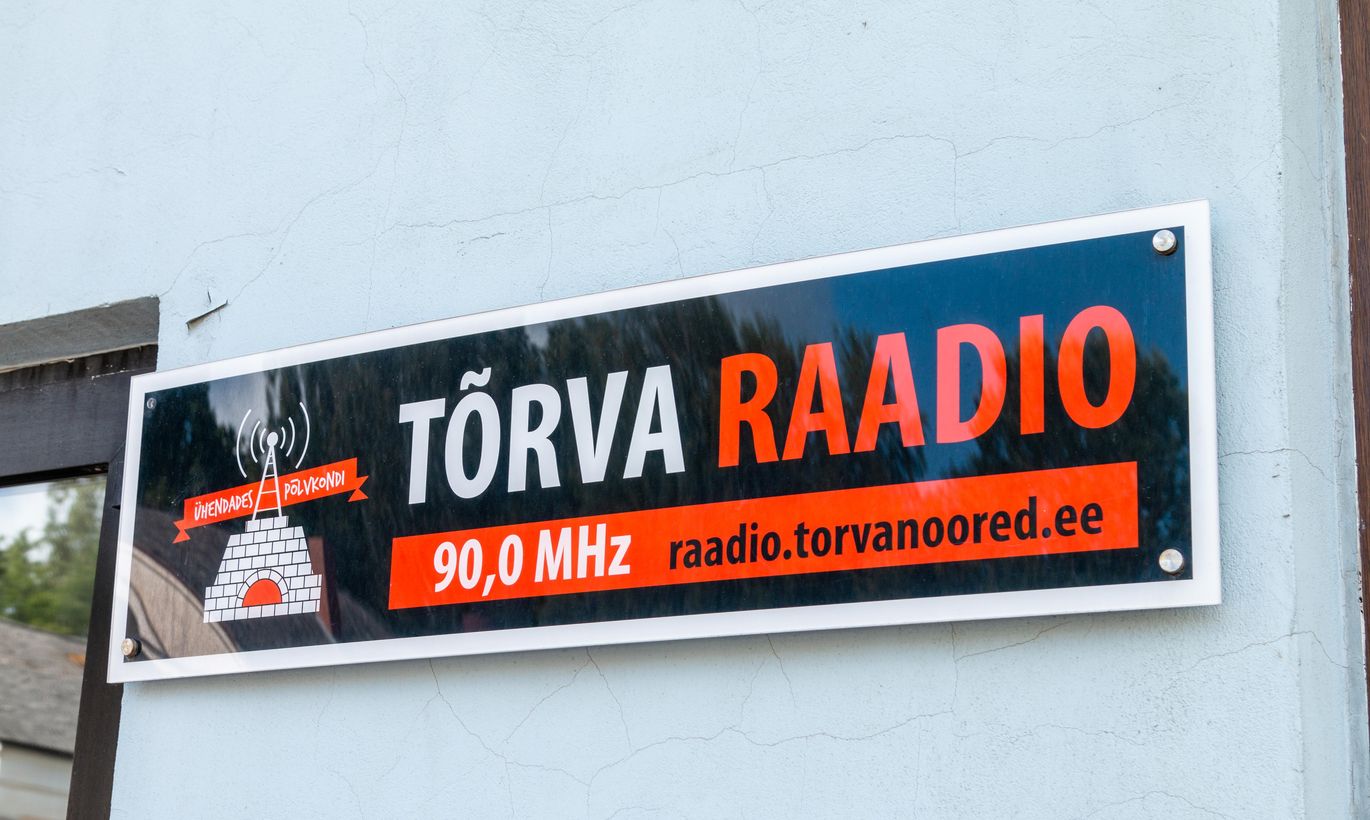 ÜHENDADES PÕLVKONDI
TÕRVA RAADIO
90,0 MHz raadio.torvanoored.ee